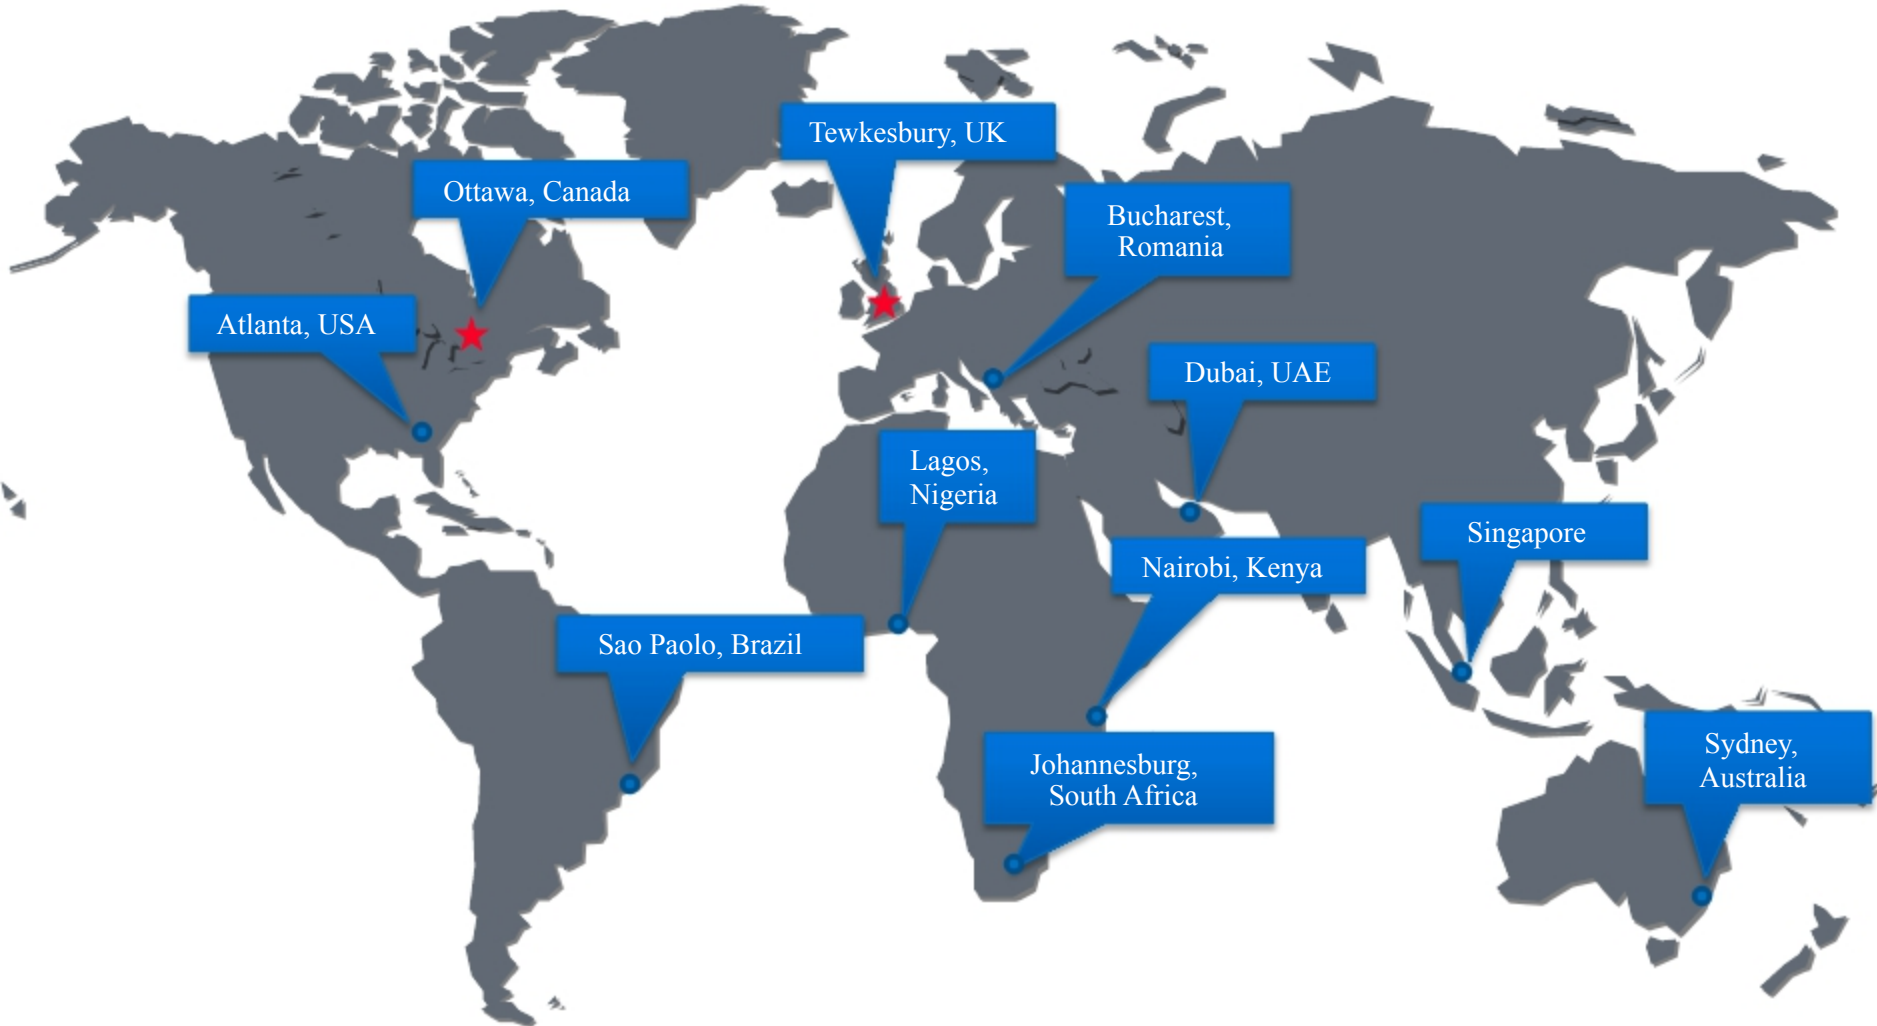 Tewkesbury, UK
Ottawa, Canada
Bucharest,
Romania
Atlanta, USA
Dubai, UAE
Lagos,
Nigeria
Singapore
Nairobi, Kenya
Sao Paolo, Brazil
Johannesburg,
South Africa
Sydney,
Australia